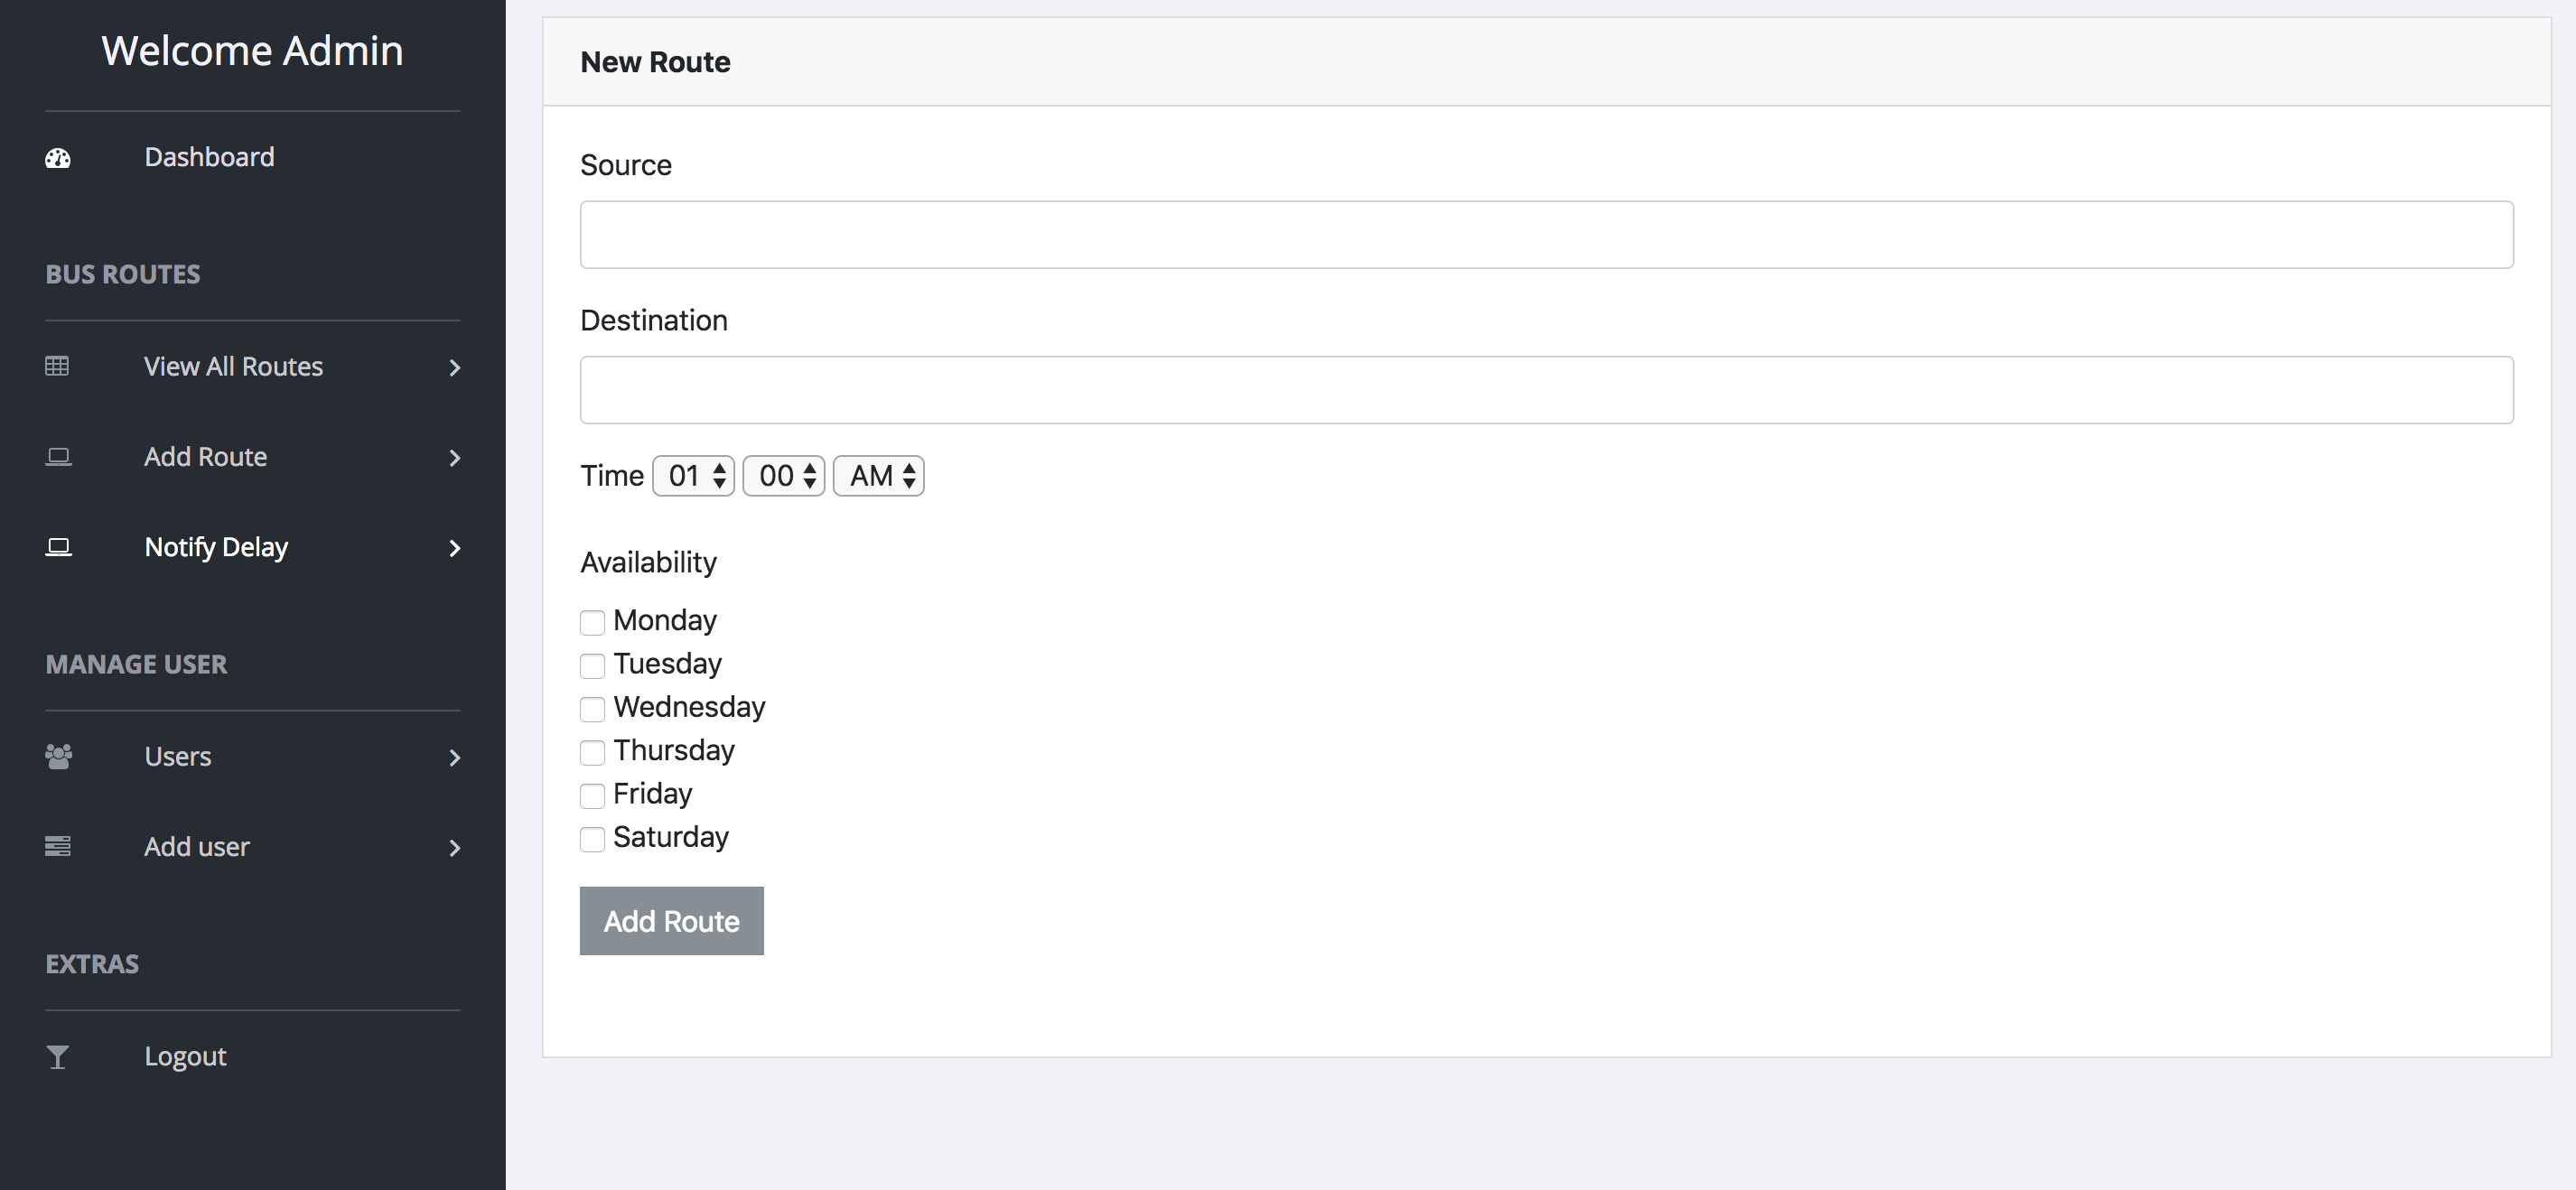 Welcome Admin
Dashboard
BUS ROUTES
View All Routes
Add Route
Notify Delay
MANAGE USER
Users
Add user
EXTRAS
Logout
New Route
Source
Destination
Time 01 00 AM
Availability
Monday
Tuesday
Wednesday
Thursday
Friday
Saturday
Add Route